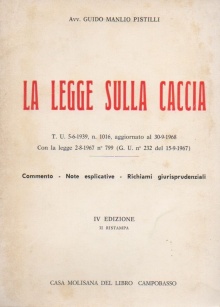 Avv. GUIDO MANLIO PISTILLI
LA LEGGE SULLA CACCIA
T. U. 5-6-1939, n. 1016, aggiornato al 30-9-1968
Con la legge 2-8-1967 n° 799 (G. U. n° 232 del 15-9-1967)
Commento - Note esplicative - Richiami giurisprudenziali
IV EDIZIONE
II RISTAMPA
CASA MOLISANA DEL LIBRO CAMPOBASSO